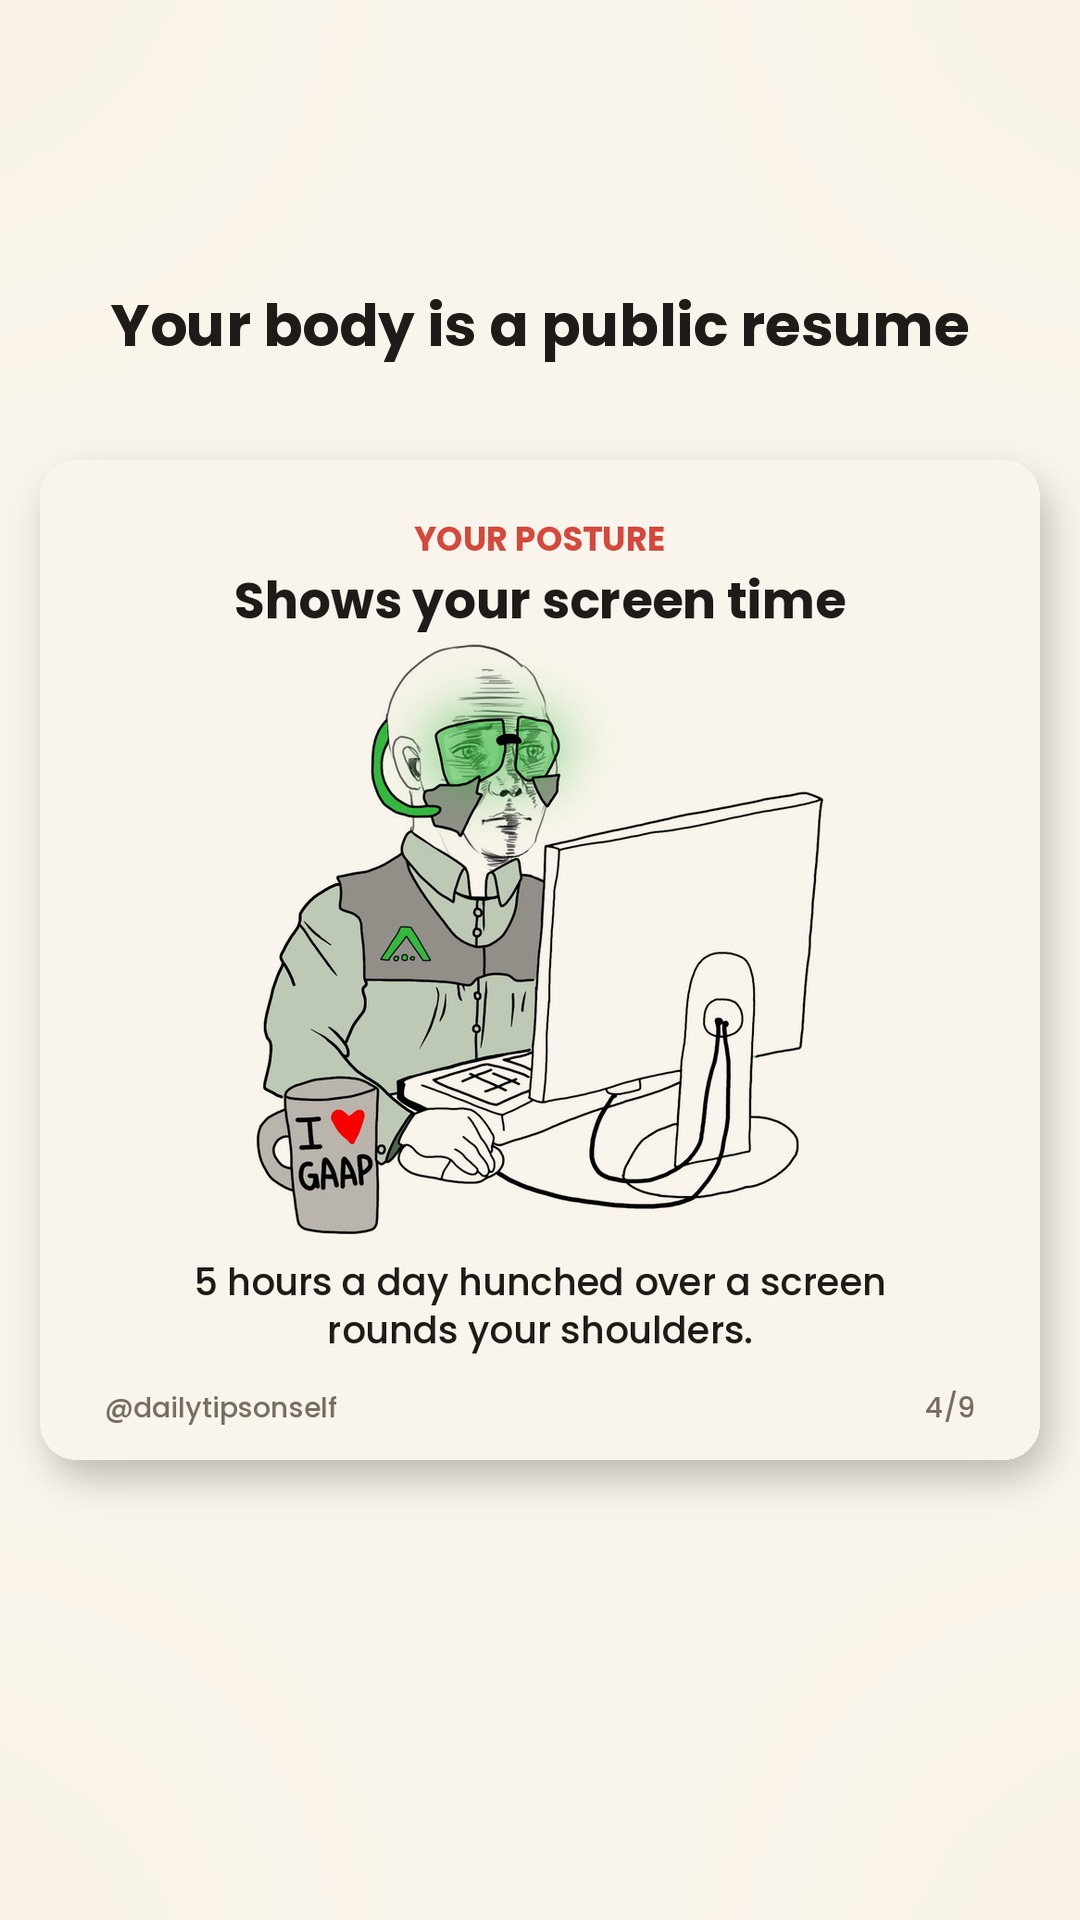 Your body is a public resume
YOUR POSTURE
Shows your screen time
I ♥
GAAP
5 hours a day hunched over a screen
rounds your shoulders.
@dailytipsonself
4/9